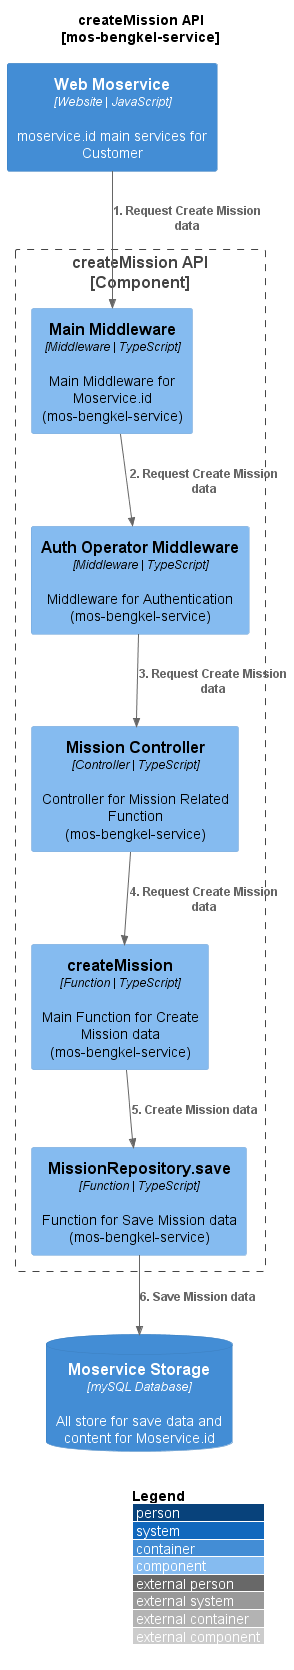 createMission API
[mos-bengkel-service]
Web Moservice
[Website | JavaScript]
moservice.id main services for
Customer
1. Request Create Mission
data
createMission API
[Component]
Main Middleware
[Middleware | TypeScript]
Main Middleware for
Moservice.id
(mos-bengkel-service)
2. Request Create Mission
data
Auth Operator Middleware
[Middleware | TypeScript]
Middleware for Authentication
(mos-bengkel-service)
3. Request Create Mission
data
Mission Controller
[Controller | TypeScript]
Controller for Mission Related
Function
(mos-bengkel-service)
4. Request Create Mission
data
createMission
[Function | TypeScript]
Main Function for Create
Mission data
(mos-bengkel-service)
5. Create Mission data
MissionRepository.save
[Function | TypeScript]
Function for Save Mission data
(mos-bengkel-service)
6. Save Mission data
Moservice Storage
[mySQL Database]
All store for save data and
content for Moservice.id
Legend
person
system
container
component
external person
external system
external container
external component